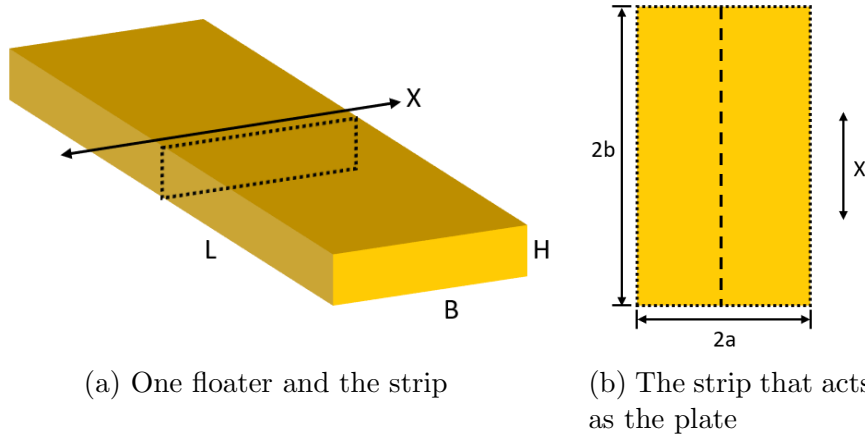 X
L
H
B
2b
X
2a
(a) One floater and the strip
(b) The strip that acts
as the plate